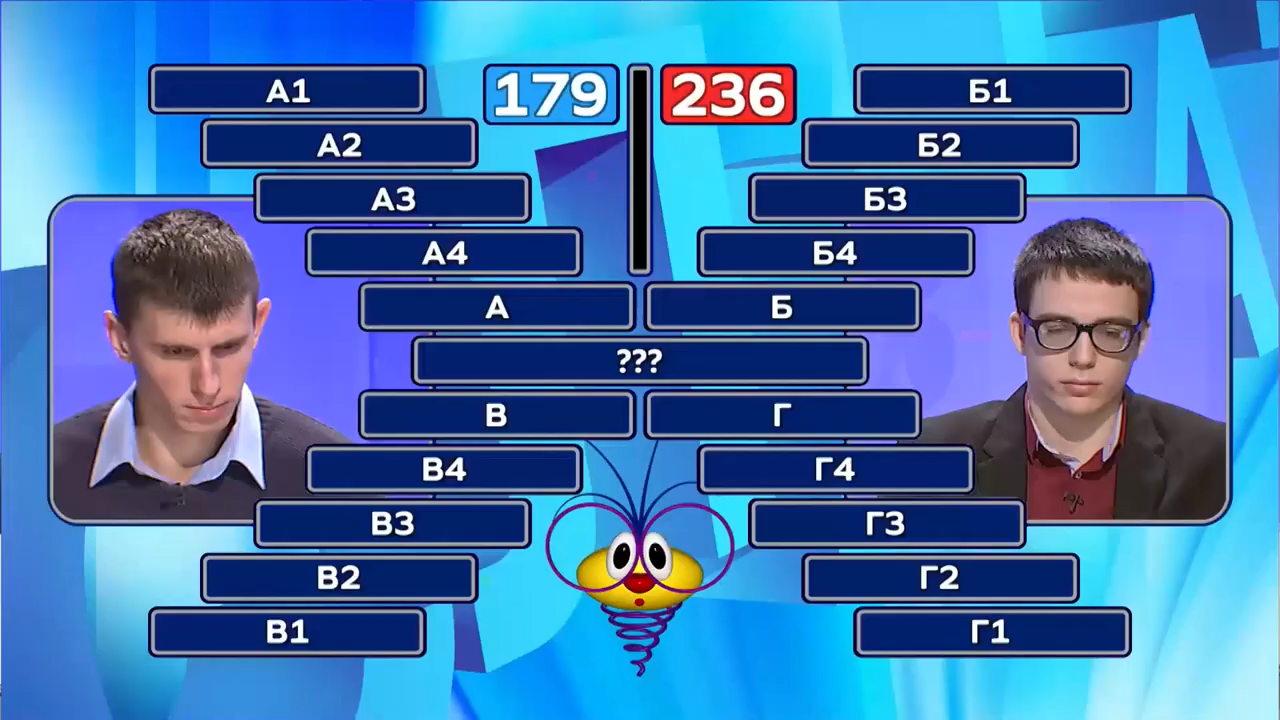 А1 179 236 Б1
А2 Б2
А3 Б3
А4 Б4
А Б
???
В Г
В4 Г4
В3 Г3
В2 Г2
В1 Г1